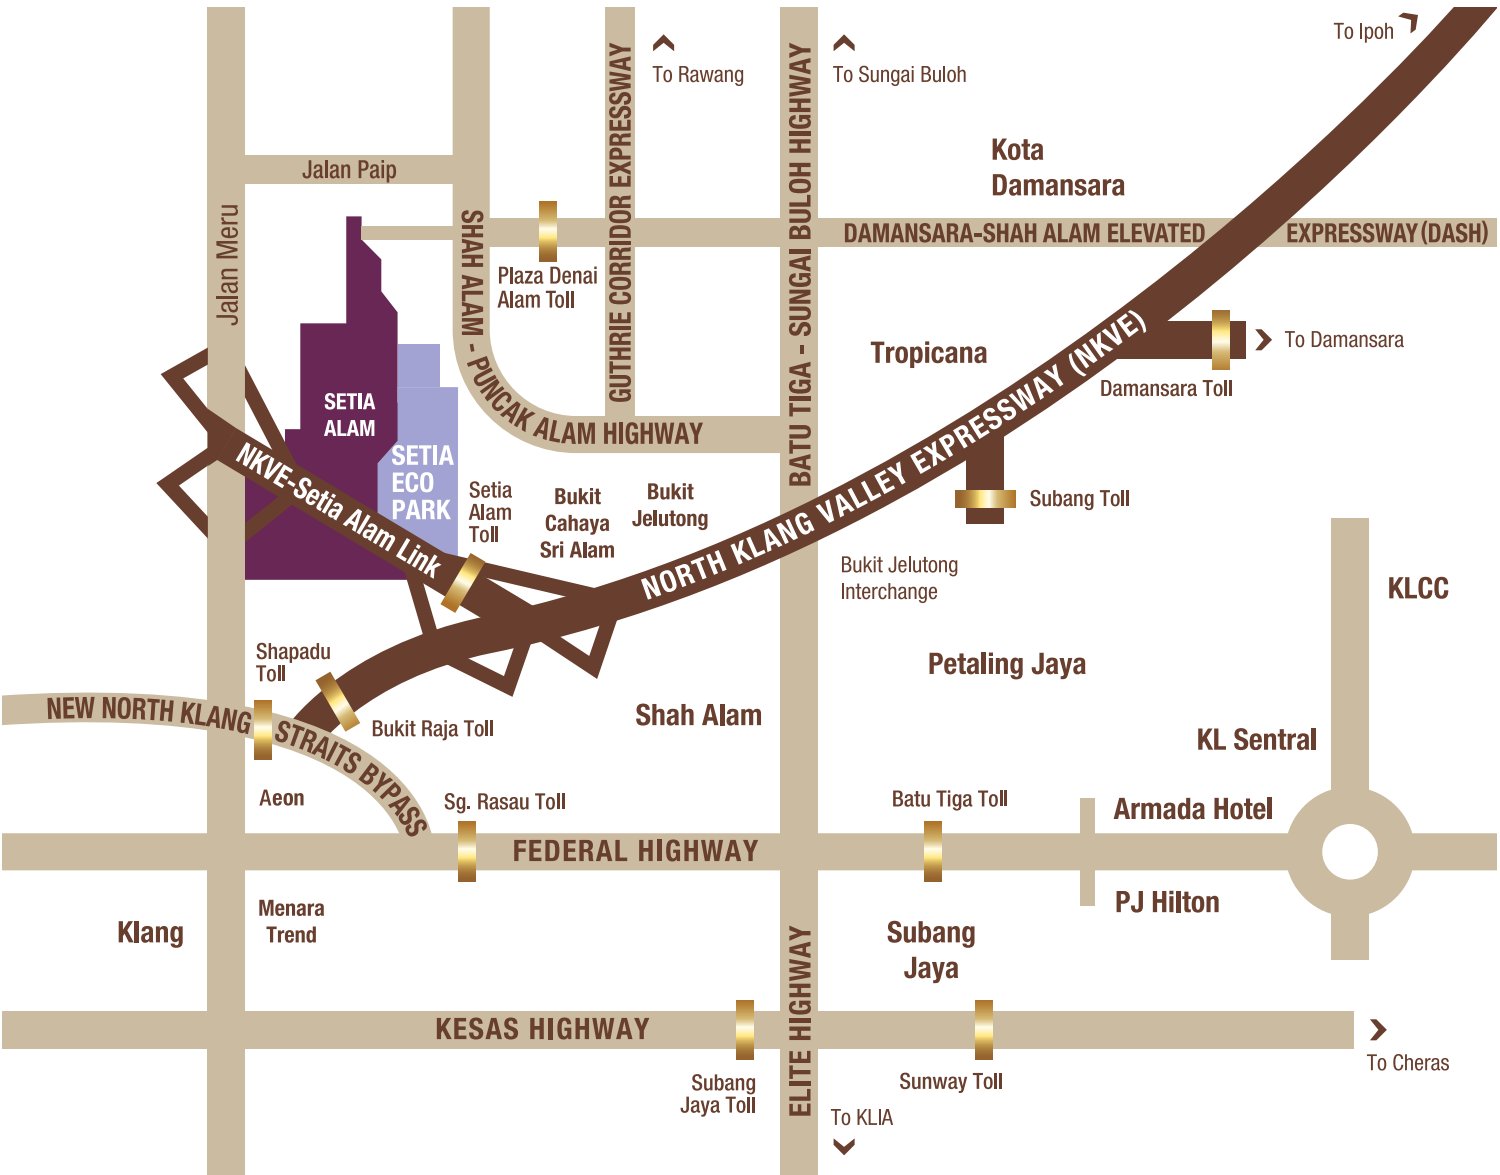 To Ipoh
To Rawang
To Sungai Buloh
Kota
Damansara
Jalan Paip
Jalan Meru
SHAH ALAM - PUNCAK ALAM HIGHWAY
GUTHRIE CORRIDOR EXPRESSWAY
BATU TIGA - SUNGAI BULOH HIGHWAY
DAMANSARA-SHAH ALAM ELEVATED EXPRESSWAY (DASH)
Plaza Denai
Alam Toll
Tropicana
To Damansara
Damansara Toll
SETIA
ALAM
SETIA
ECO
PARK
NKVE-Setia Alam Link
Setia
Alam
Toll
Bukit
Cahaya
Sri Alam
Bukit
Jelutong
NORTH KLANG VALLEY EXPRESSWAY (NKVE)
Subang Toll
Bukit Jelutong
Interchange
KLCC
Shapadu
Toll
Petaling Jaya
NEW NORTH KLANG STRAITS BYPASS
Bukit Raja Toll
Shah Alam
KL Sentral
Aeon
Sg. Rasau Toll
Batu Tiga Toll
Armada Hotel
FEDERAL HIGHWAY
Klang
Menara
Trend
Subang
Jaya
PJ Hilton
KESAS HIGHWAY
ELITE HIGHWAY
Subang
Jaya Toll
Sunway Toll
To Cheras
To KLIA